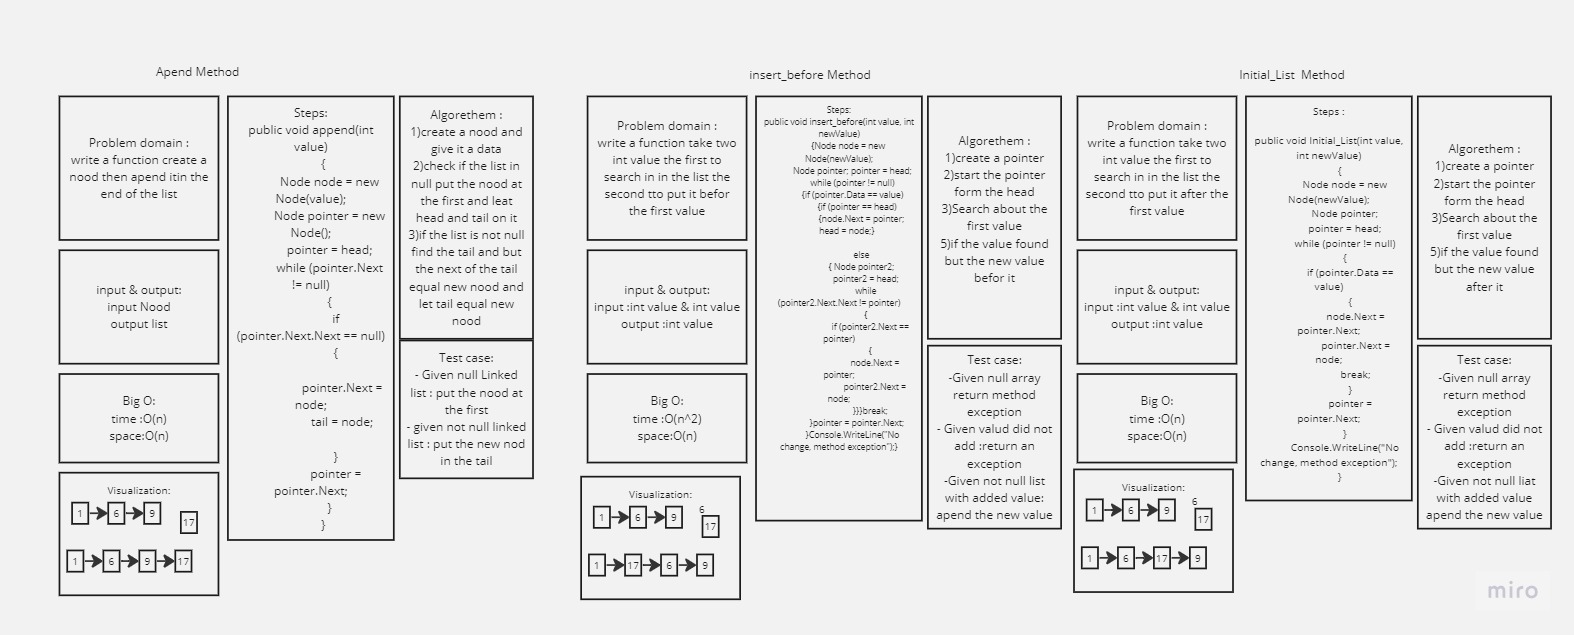 Apend Method
Problem domain :
write a function create a
nood then apend itin the
end of the list
input & output:
input Nood
output list
Big O:
time :O(n)
space:O(n)
Visualization:
1 6 9
17
1 6 9 17
Steps:
public void append(int
value)
{
Node node = new
Node(value);
Node pointer = new
Node();
pointer = head;
while (pointer.Next
!= null)
{
if
(pointer.Next.Next == null)
{
pointer.Next =
node;
tail = node;
}
pointer =
pointer.Next;
}
}
Algorethem :
1)create a nood and
give it a data
2)check if the list in
null put the nood at
the first and leat
head and tail on it
3)if the list is not null
find the tail and but
the next of the tail
equal new nood and
let tail equal new
nood
Test case:
- Given null Linked
list : put the nood at
the first
- given not null linked
list : put the new nod
in the tail
insert_before Method
Problem domain :
write a function take two
int value the first to
search in in the list the
second tto put it befor
the first value
input & output:
input :int value & int value
output :int value
Big O:
time :O(n^2)
space:O(n)
Visualization:
1 6 9
6
17
1 17 6 9
Steps:
public void insert_before(int value, int
newValue)
{Node node = new
Node(newValue);
Node pointer; pointer = head;
while (pointer != null)
{if (pointer.Data == value)
{if (pointer == head)
{node.Next = pointer;
head = node;}
else
{ Node pointer2;
pointer2 = head;
while
(pointer2.Next.Next != pointer)
{
if (pointer2.Next ==
pointer)
{
node.Next =
pointer;
pointer2.Next =
node;
}}}break;
}pointer = pointer.Next;
}Console.WriteLine("No
change, method exception");}
Algorethem :
1)create a pointer
2)start the pointer
form the head
3)Search about the
first value
5)if the value found
but the new value
befor it
Test case:
-Given null array
return method
exception
- Given valud did not
add :return an
exception
-Given not null list
with added value:
apend the new value
Initial_List Method
Problem domain :
write a function take two
int value the first to
search in in the list the
second tto put it after the
first value
input & output:
input :int value & int value
output :int value
Big O:
time :O(n)
space:O(n)
Visualization:
1 6 9
6
17
1 6 17 9
Steps :
public void Initial_List(int value,
int newValue)
{
Node node = new
Node(newValue);
Node pointer;
pointer = head;
while (pointer != null)
{
if (pointer.Data ==
value)
{
node.Next =
pointer.Next;
pointer.Next =
node;
break;
}
pointer =
pointer.Next;
}
Console.WriteLine("No
change, method exception");
}
Algorethem :
1)create a pointer
2)start the pointer
form the head
3)Search about the
first value
5)if the value found
but the new value
after it
Test case:
-Given null array
return method
exception
- Given valud did not
add :return an
exception
-Given not null liat
with added value
apend the new value
miro